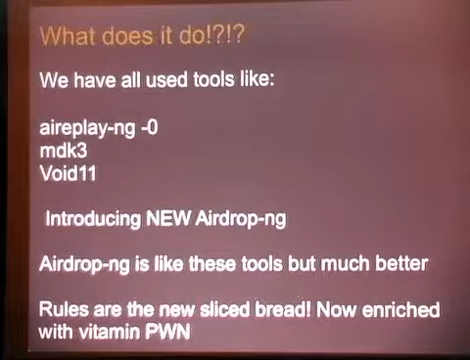 What does it do!?!?
We have all used tools like:
aireplay-ng -0
mdk3
Void11
Introducing NEW Airdrop-ng
Airdrop-ng is like these tools but much better
Rules are the new sliced bread! Now enriched
with vitamin PWN